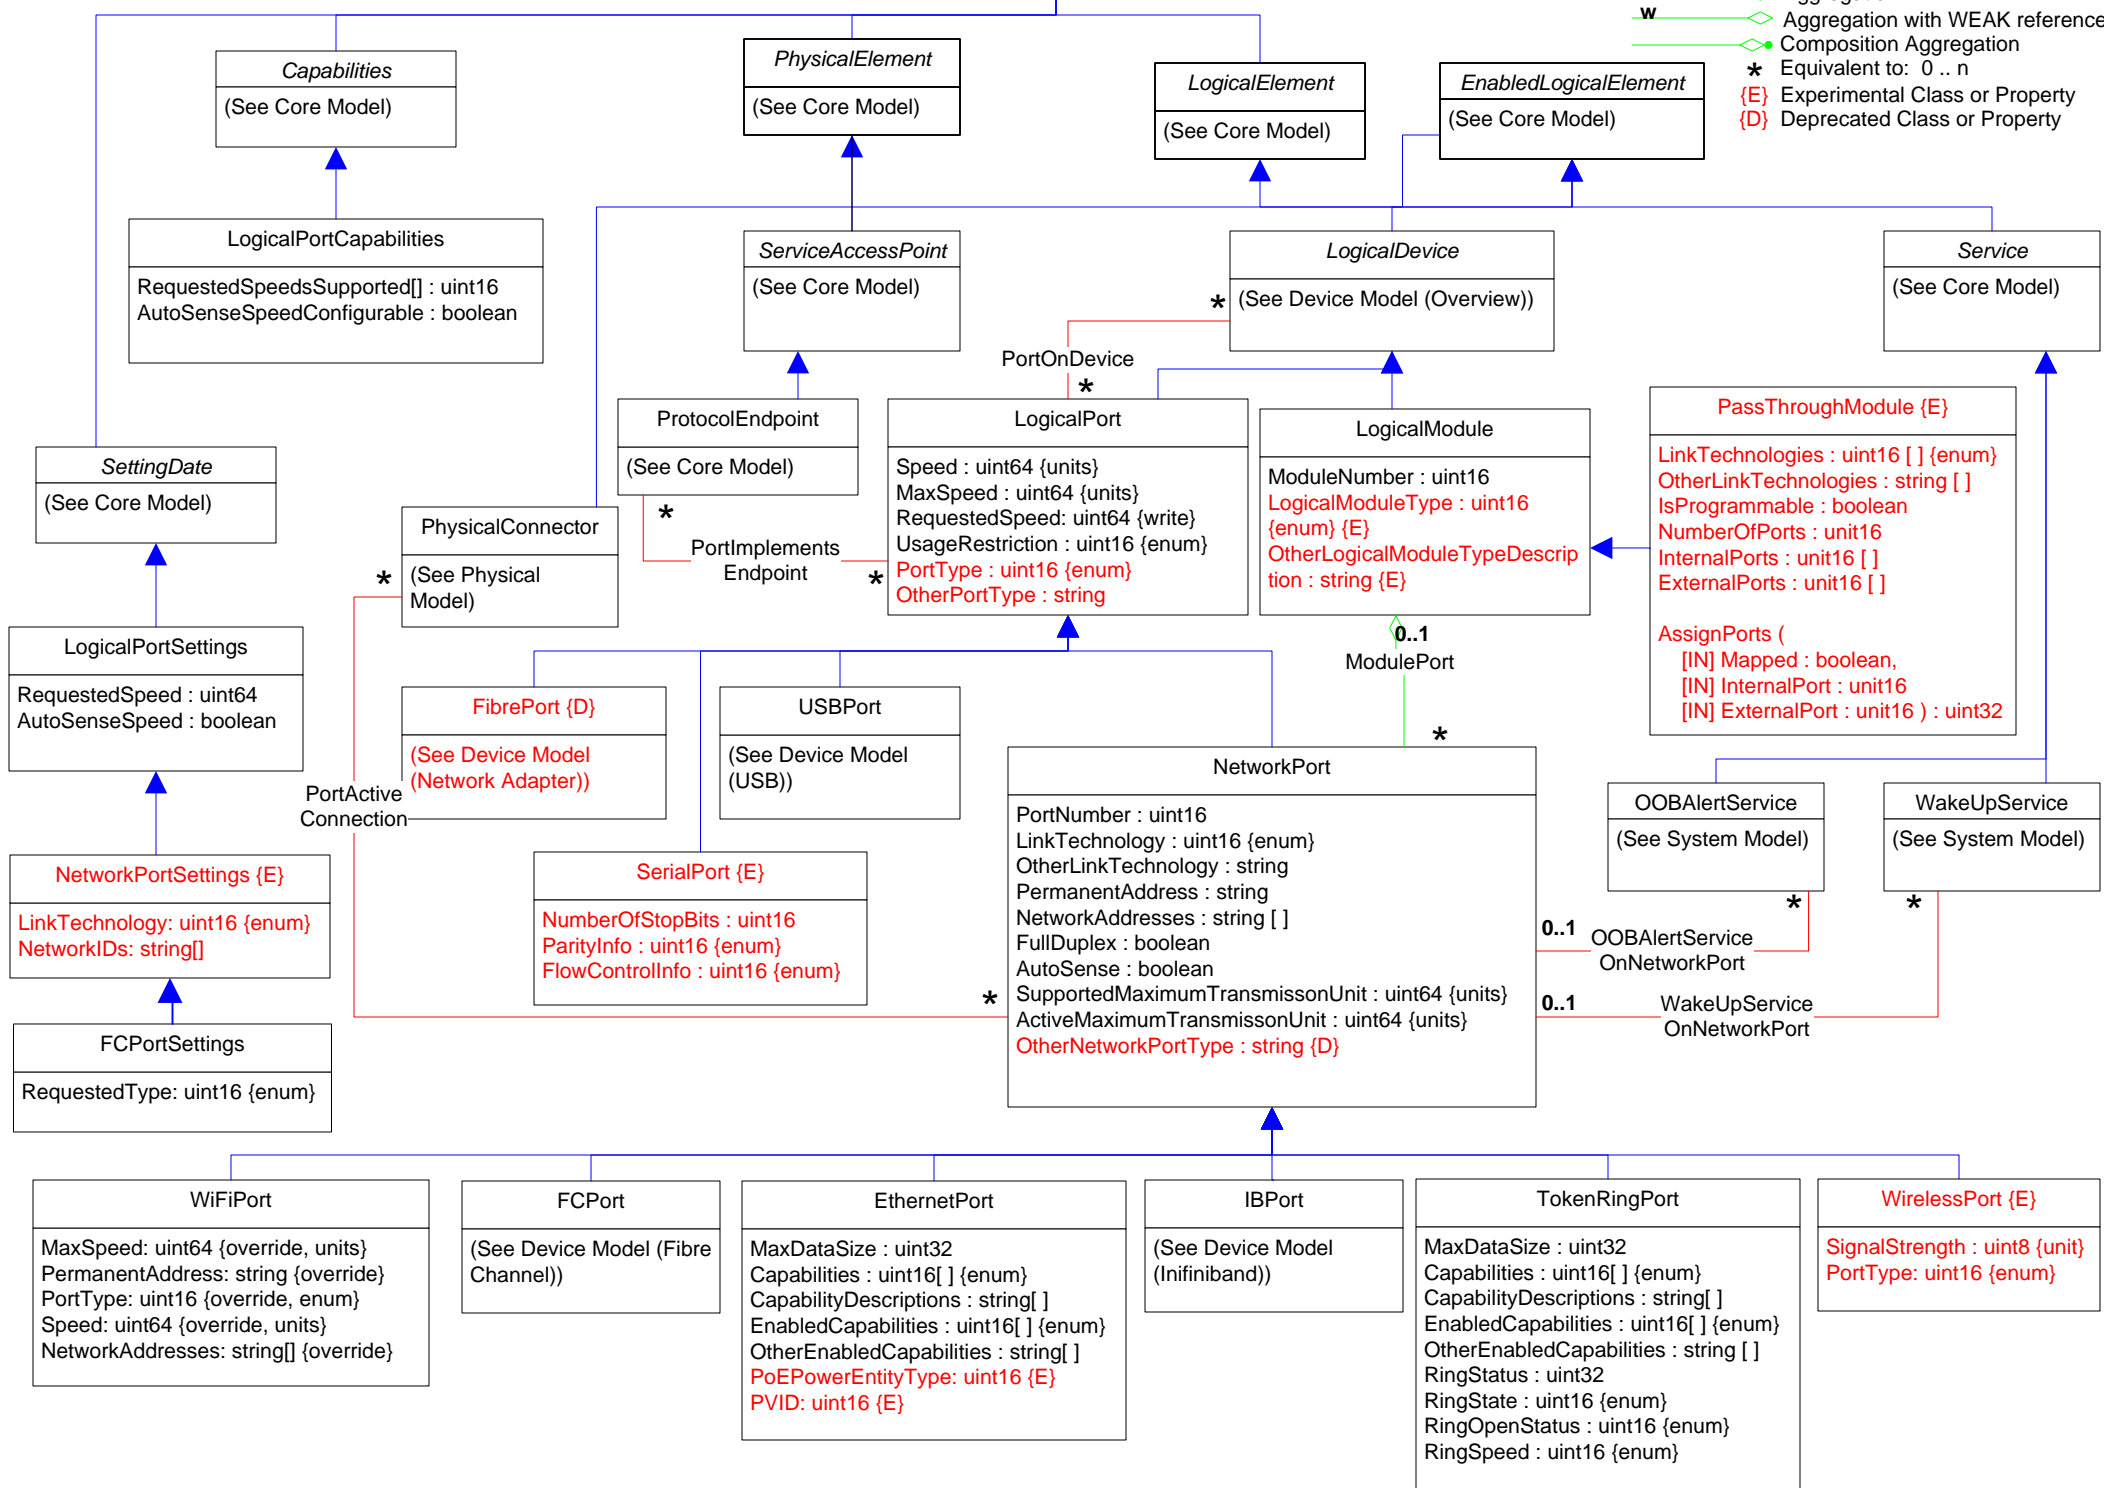 w
Aggregation with WEAK reference
Composition Aggregation
* Equivalent to: 0 .. n
{E} Experimental Class or Property
{D} Deprecated Class or Property
Capabilities
(See Core Model)
PhysicalElement
(See Core Model)
LogicalElement
(See Core Model)
EnabledLogicalElement
(See Core Model)
LogicalPortCapabilities
RequestedSpeedsSupported[] : uint16
AutoSenseSpeedConfigurable : boolean
ServiceAccessPoint
(See Core Model)
LogicalDevice
(See Device Model (Overview))
Service
(See Core Model)
*
PortOnDevice
*
SettingDate
(See Core Model)
ProtocolEndpoint
(See Core Model)
LogicalPort
Speed : uint64 {units}
MaxSpeed : uint64 {units}
RequestedSpeed: uint64 {write}
UsageRestriction : uint16 {enum}
PortType : uint16 {enum}
OtherPortType : string
LogicalModule
ModuleNumber : uint16
LogicalModuleType : uint16
{enum} {E}
OtherLogicalModuleTypeDescrip
tion : string {E}
PassThroughModule {E}
LinkTechnologies : uint16 [ ] {enum}
OtherLinkTechnologies : string [ ]
IsProgrammable : boolean
NumberOfPorts : unit16
InternalPorts : unit16 [ ]
ExternalPorts : unit16 [ ]
AssignPorts (
[IN] Mapped : boolean,
[IN] InternalPort : unit16
[IN] ExternalPort : unit16 ) : uint32
PhysicalConnector
(See Physical
Model)
*
PortImplements
Endpoint
*
*
LogicalPortSettings
RequestedSpeed : uint64
AutoSenseSpeed : boolean
0..1
ModulePort
*
FibrePort {D}
(See Device Model
(Network Adapter))
USBPort
(See Device Model
(USB))
PortActive
Connection
NetworkPort
PortNumber : uint16
LinkTechnology : uint16 {enum}
OtherLinkTechnology : string
PermanentAddress : string
NetworkAddresses : string [ ]
FullDuplex : boolean
AutoSense : boolean
SupportedMaximumTransmissonUnit : uint64 {units}
ActiveMaximumTransmissonUnit : uint64 {units}
OtherNetworkPortType : string {D}
OOBAlertService
(See System Model)
WakeUpService
(See System Model)
NetworkPortSettings {E}
LinkTechnology: uint16 {enum}
NetworkIDs: string[]
SerialPort {E}
NumberOfStopBits : uint16
ParityInfo : uint16 {enum}
FlowControlInfo : uint16 {enum}
*
*
*
0..1
OOBAlertService
OnNetworkPort
0..1
WakeUpService
OnNetworkPort
FCPortSettings
RequestedType: uint16 {enum}
WiFiPort
MaxSpeed: uint64 {override, units}
PermanentAddress: string {override}
PortType: uint16 {override, enum}
Speed: uint64 {override, units}
NetworkAddresses: string[] {override}
FCPort
(See Device Model (Fibre
Channel))
EthernetPort
MaxDataSize : uint32
Capabilities : uint16[ ] {enum}
CapabilityDescriptions : string[ ]
EnabledCapabilities : uint16[ ] {enum}
OtherEnabledCapabilities : string[ ]
PoEPowerEntityType: uint16 {E}
PVID: uint16 {E}
IBPort
(See Device Model
(Inifiniband))
TokenRingPort
MaxDataSize : uint32
Capabilities : uint16[ ] {enum}
CapabilityDescriptions : string[ ]
EnabledCapabilities : uint16[ ] {enum}
OtherEnabledCapabilities : string [ ]
RingStatus : uint32
RingState : uint16 {enum}
RingOpenStatus : uint16 {enum}
RingSpeed : uint16 {enum}
WirelessPort {E}
SignalStrength : uint8 {unit}
PortType: uint16 {enum}